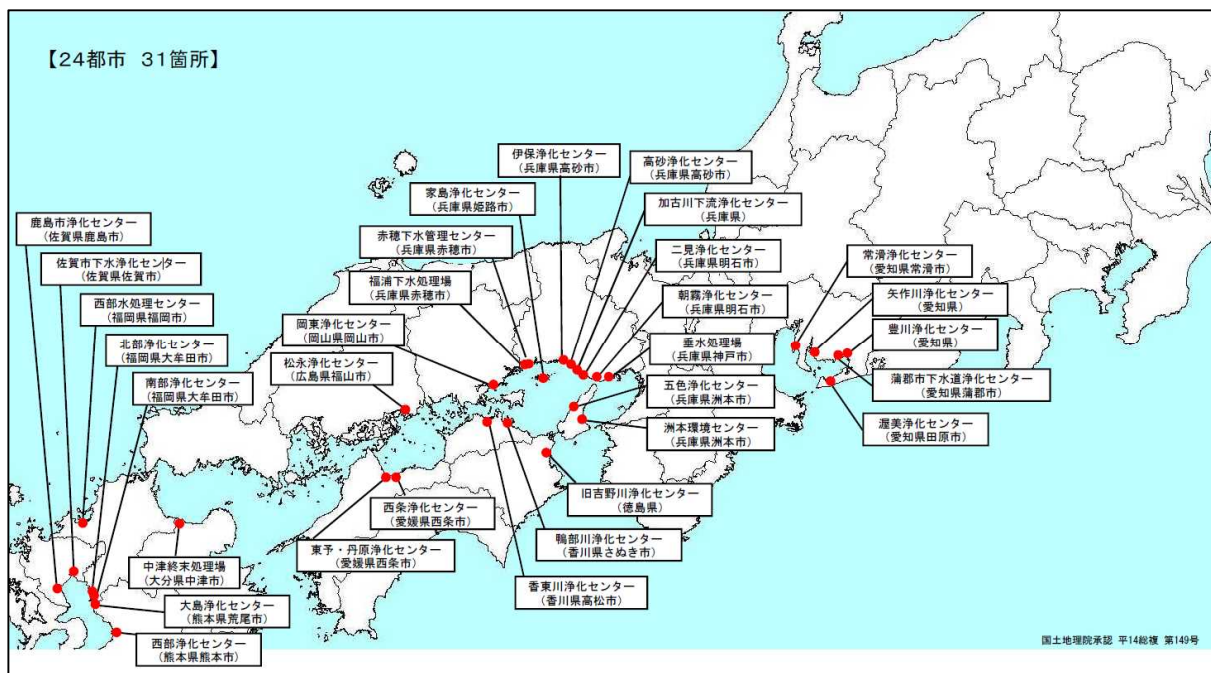 【24都市 31箇所】
伊保浄化センター
(兵庫県高砂市)
高砂浄化センター
(兵庫県高砂市)
家島浄化センター
(兵庫県姫路市)
加古川下流浄化センター
(兵庫県)
鹿島市浄化センター
(佐賀県鹿島市)
赤穂下水管理センター
(兵庫県赤穂市)
二見浄化センター
(兵庫県明石市)
常滑浄化センター
(愛知県常滑市)
佐賀市下水浄化センター
(佐賀県佐賀市)
福浦下水処理場
(兵庫県赤穂市)
朝霧浄化センター
(兵庫県明石市)
矢作川浄化センター
(愛知県)
西部水処理センター
(福岡県福岡市)
岡東浄化センター
(岡山県岡山市)
垂水処理場
(兵庫県神戸市)
豊川浄化センター
(愛知県)
北部浄化センター
(福岡県大牟田市)
松永浄化センター
(広島県福山市)
五色浄化センター
(兵庫県洲本市)
蒲郡市下水道浄化センター
(愛知県蒲郡市)
南部浄化センター
(福岡県大牟田市)
洲本環境センター
(兵庫県洲本市)
渥美浄化センター
(愛知県田原市)
旧吉野川浄化センター
(徳島県)
西条浄化センター
(愛媛県西条市)
鴨部川浄化センター
(香川県さぬき市)
東予・丹原浄化センター
(愛媛県西条市)
中津終末処理場
(大分県中津市)
香東川浄化センター
(香川県高松市)
大島浄化センター
(熊本県荒尾市)
西部浄化センター
(熊本県熊本市)
国土地理院承認 平14総複 第149号